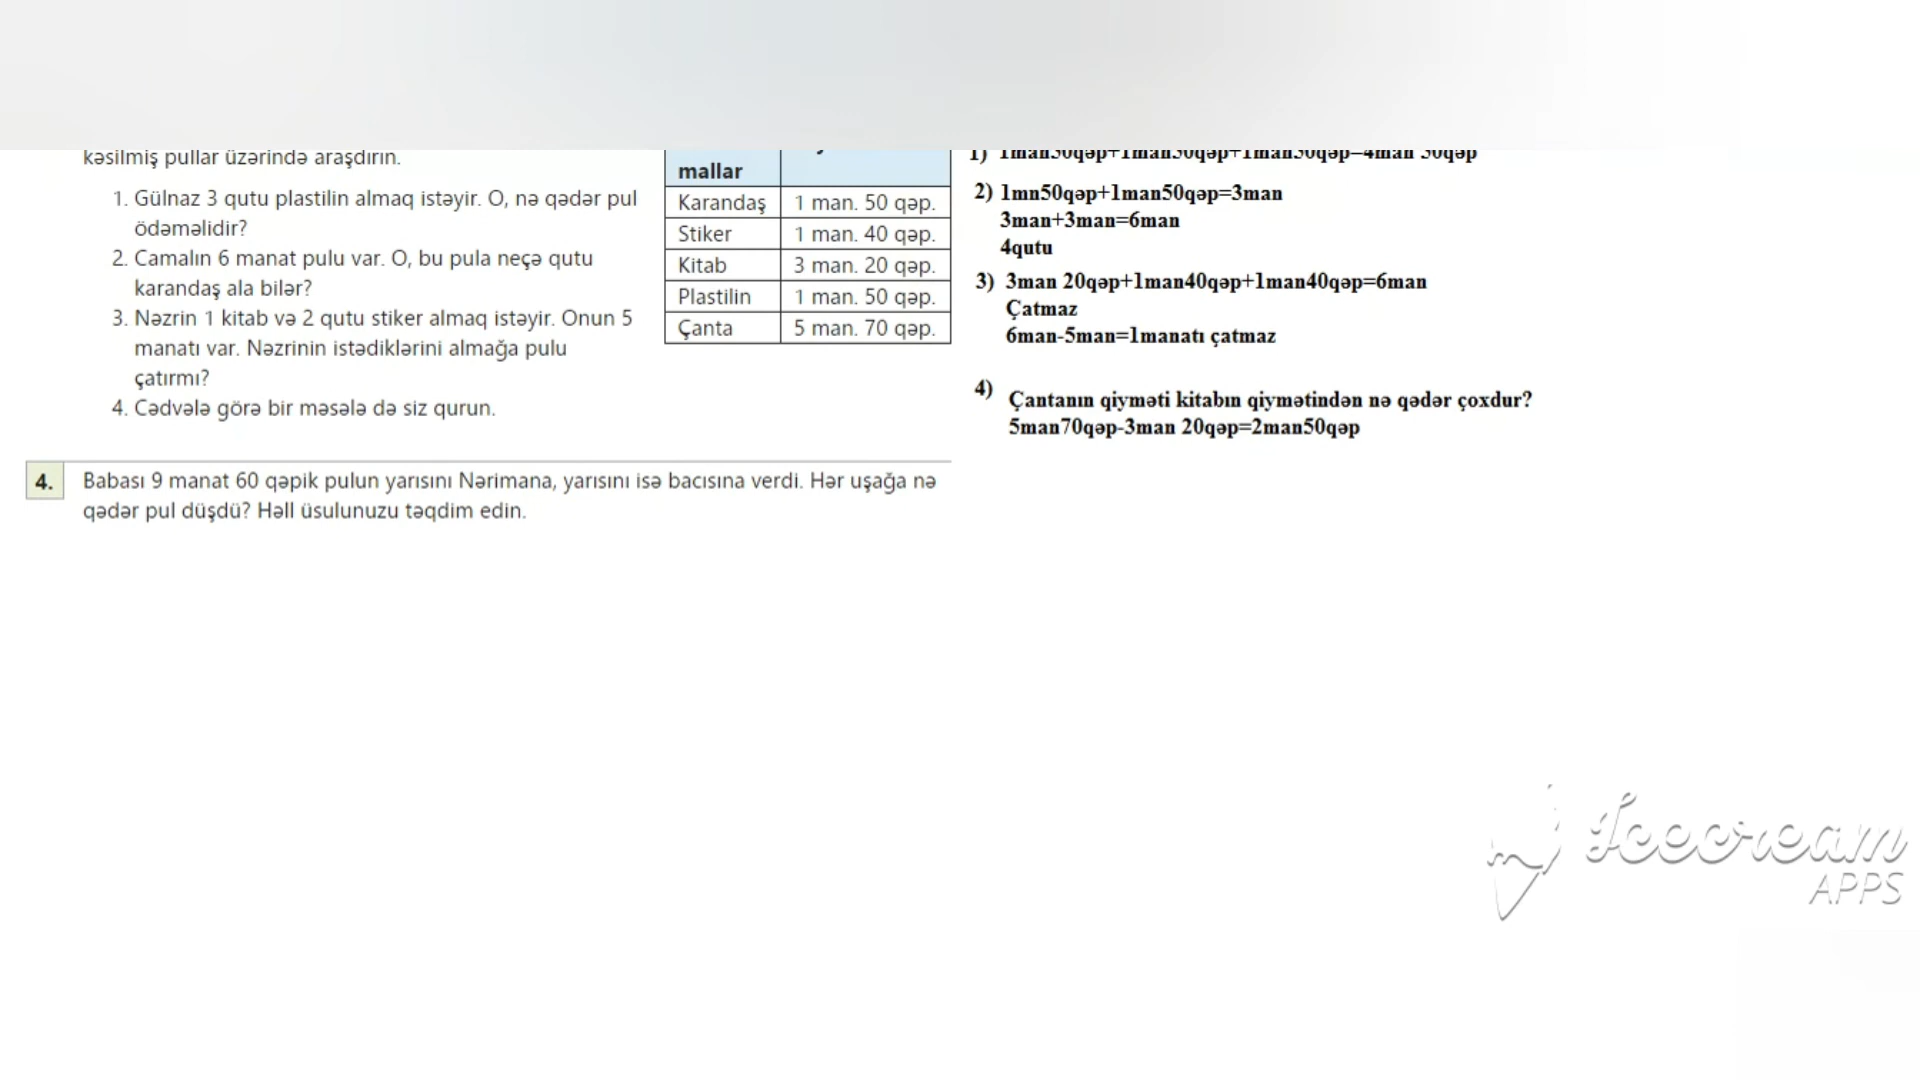 kəsilmiş pullar üzərində araşdırın.
1. Gülnaz 3 qutu plastilin almaq istəyir. O, nə qədər pul
ödəməlidir?
2. Camalın 6 manat pulu var. O, bu pula neçə qutu
karandaş ala bilər?
3. Nəzrin 1 kitab və 2 qutu stiker almaq istəyir. Onun 5
manatı var. Nəzrinin istədiklərini almağa pulu
çatırmı?
4. Cədvələ görə bir məsələ də siz qurun.
mallar
Karandaş 1 man. 50 qəp.
Stiker 1 man. 40 qəp.
Kitab 3 man. 20 qəp.
Plastilin 1 man. 50 qəp.
Çanta 5 man. 70 qəp.
1) 1man50qəp+1man50qəp+1man50qəp=4man 50qəp
2) 1mn50qəp+1man50qəp=3man
3man+3man=6man
4qutu
3) 3man 20qəp+1man40qəp+1man40qəp=6man
Çatmaz
6man-5man=1manatı çatmaz
4) Çantanın qiyməti kitabın qiymətindən nə qədər çoxdur?
5man70qəp-3man 20qəp=2man50qəp
4. Babası 9 manat 60 qəpik pulun yarısını Nərimana, yarısını isə bacısına verdi. Hər uşağa nə
qədər pul düşdü? Həll üsulunuzu təqdim edin.
Icecream
APPS